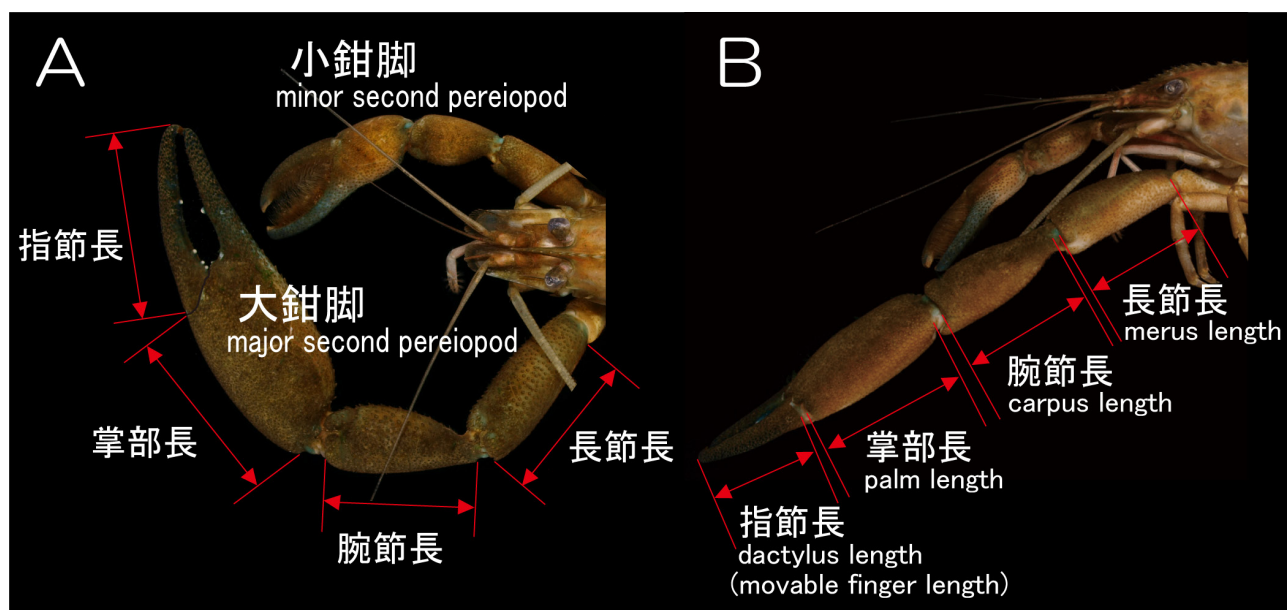 A
小鉗脚
minor second pereiopod
指節長
大鉗脚
major second pereiopod
掌部長
長節長
腕節長
B
長節長
merus length
腕節長
carpus length
掌部長
palm length
指節長
dactylus length
(movable finger length)